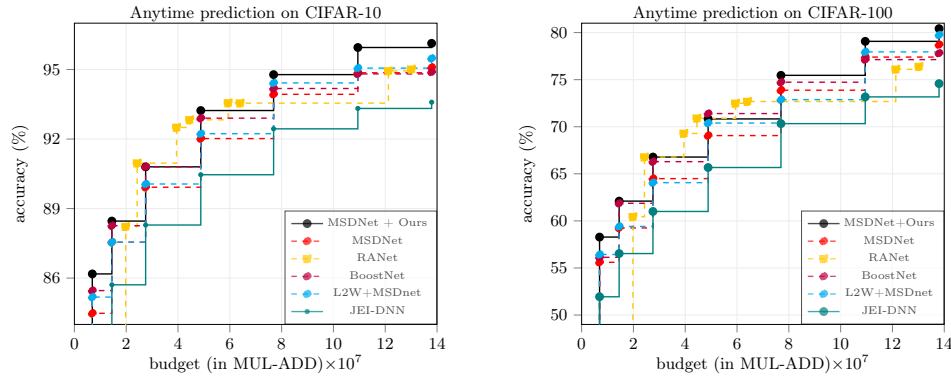 Anytime prediction on CIFAR-10
95
92
89
86
accuracy (%)
MSDNet + Ours
MSDNet
RANet
BoostNet
L2W+MSDnet
JEI-DNN
0 2 4 6 8 10 12 14
budget (in MUL-ADD)×10⁷
Anytime prediction on CIFAR-100
80
75
70
65
60
55
50
accuracy (%)
MSDNet+Ours
MSDNet
RANet
BoostNet
L2W+MSDnet
JEI-DNN
0 2 4 6 8 10 12 14
budget (in MUL-ADD)×10⁷